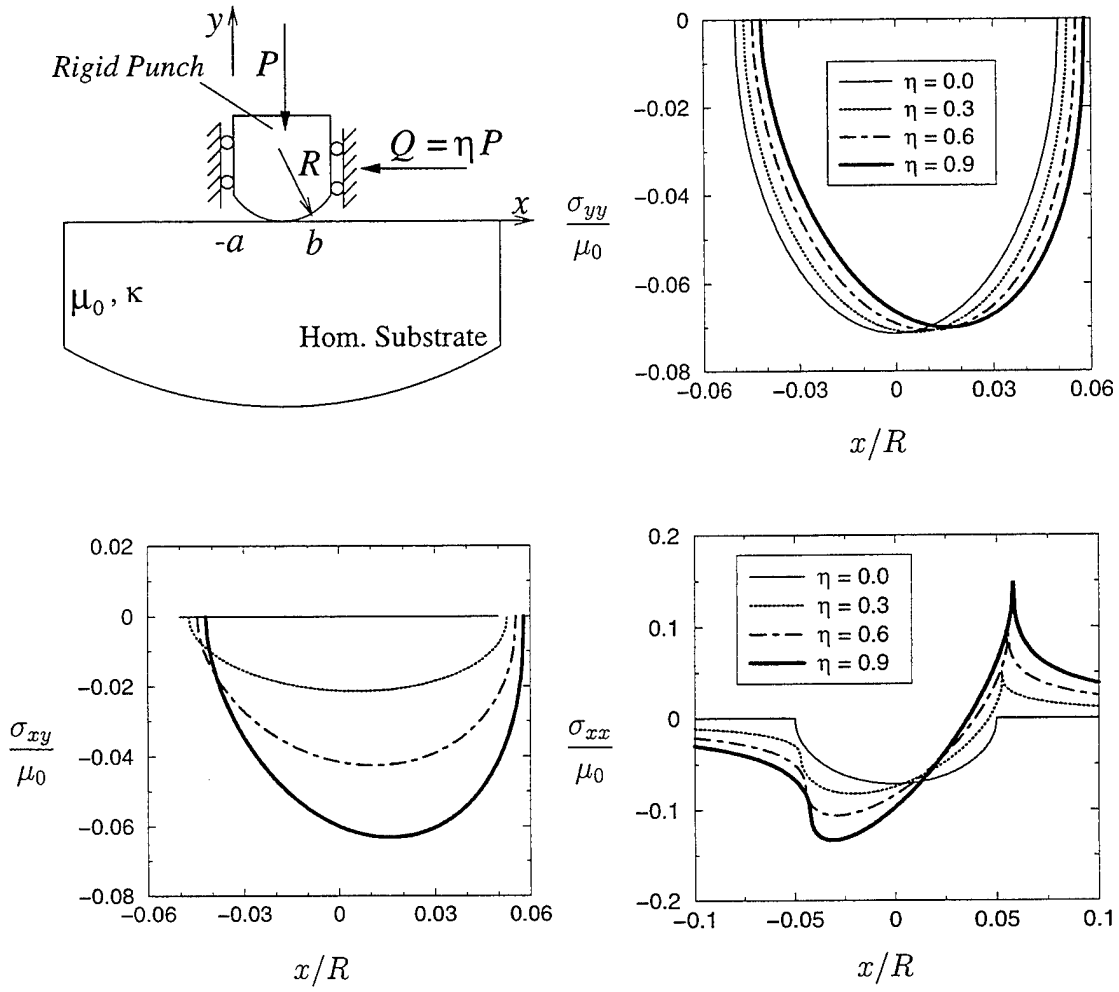 y
P
Rigid Punch
R
Q = η P
x
-a
b
μ₀ , κ
Hom. Substrate
σyy
μ₀
0
-0.02
-0.04
-0.06
-0.08
η = 0.0
η = 0.3
η = 0.6
η = 0.9
-0.06
-0.03
0
0.03
0.06
x/R
σxy
μ₀
0.02
0
-0.02
-0.04
-0.06
-0.08
-0.06
-0.03
0
0.03
0.06
x/R
σxx
μ₀
0.2
0.1
0
-0.1
-0.2
η = 0.0
η = 0.3
η = 0.6
η = 0.9
-0.1
-0.05
0
0.05
0.1
x/R